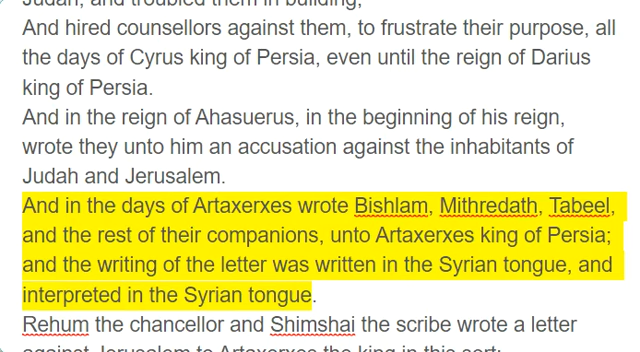 Judah, and troubled them in building,
And hired counsellors against them, to frustrate their purpose, all
the days of Cyrus king of Persia, even until the reign of Darius
king of Persia.
And in the reign of Ahasuerus, in the beginning of his reign,
wrote they unto him an accusation against the inhabitants of
Judah and Jerusalem.
And in the days of Artaxerxes wrote Bishlam, Mithredath, Tabeel,
and the rest of their companions, unto Artaxerxes king of Persia;
and the writing of the letter was written in the Syrian tongue, and
interpreted in the Syrian tongue.
Rehum the chancellor and Shimshai the scribe wrote a letter
against Jerusalem to Artaxerxes the king in this sort: